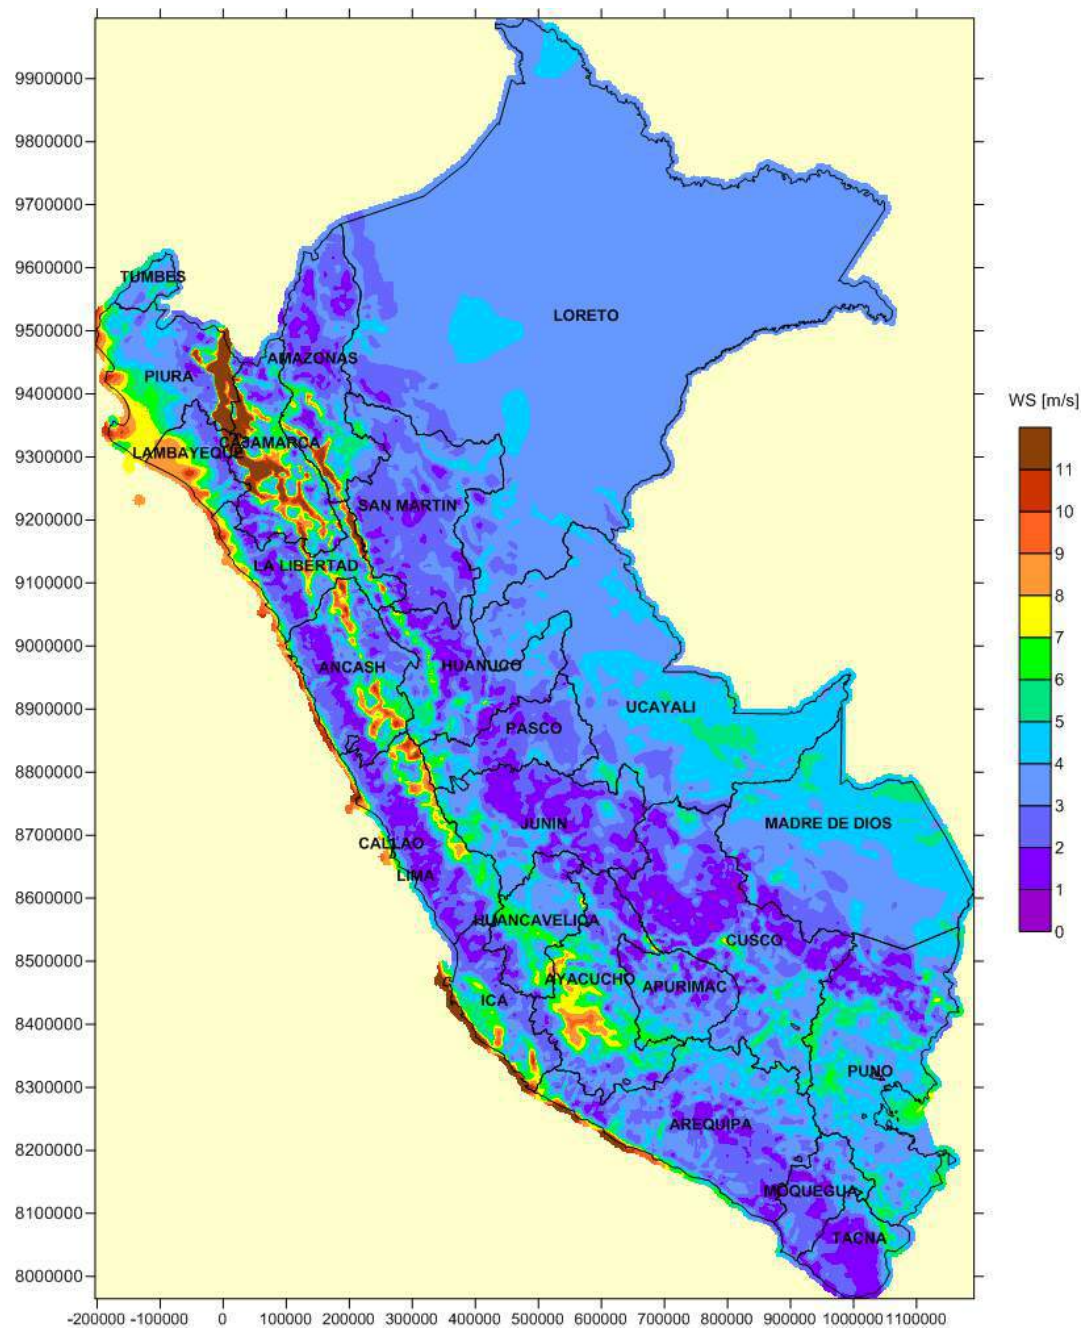 9900000
9800000
9700000
9600000
TUMBES
9500000
LORETO
AMAZONAS
9400000
PIURA
WS [m/s]
CAJAMARCA
9300000
LAMBAYEQUE
11
10
SAN MARTIN
9200000
9
LA LIBERTAD
9100000
8
7
9000000
ANCASH
HUANUCO
6
UCAYALI
8900000
PASCO
5
4
8800000
3
JUNIN
MADRE DE DIOS
8700000
CALLAO
2
LIMA
1
8600000
HUANCAVELICA
CUSCO
0
8500000
AYACUCHO
APURIMAC
ICA
8400000
PUNO
8300000
AREQUIPA
8200000
MOQUEGUA
8100000
TACNA
8000000
-200000 -100000 0 100000 200000 300000 400000 500000 600000 700000 800000 900000 1000000 1100000